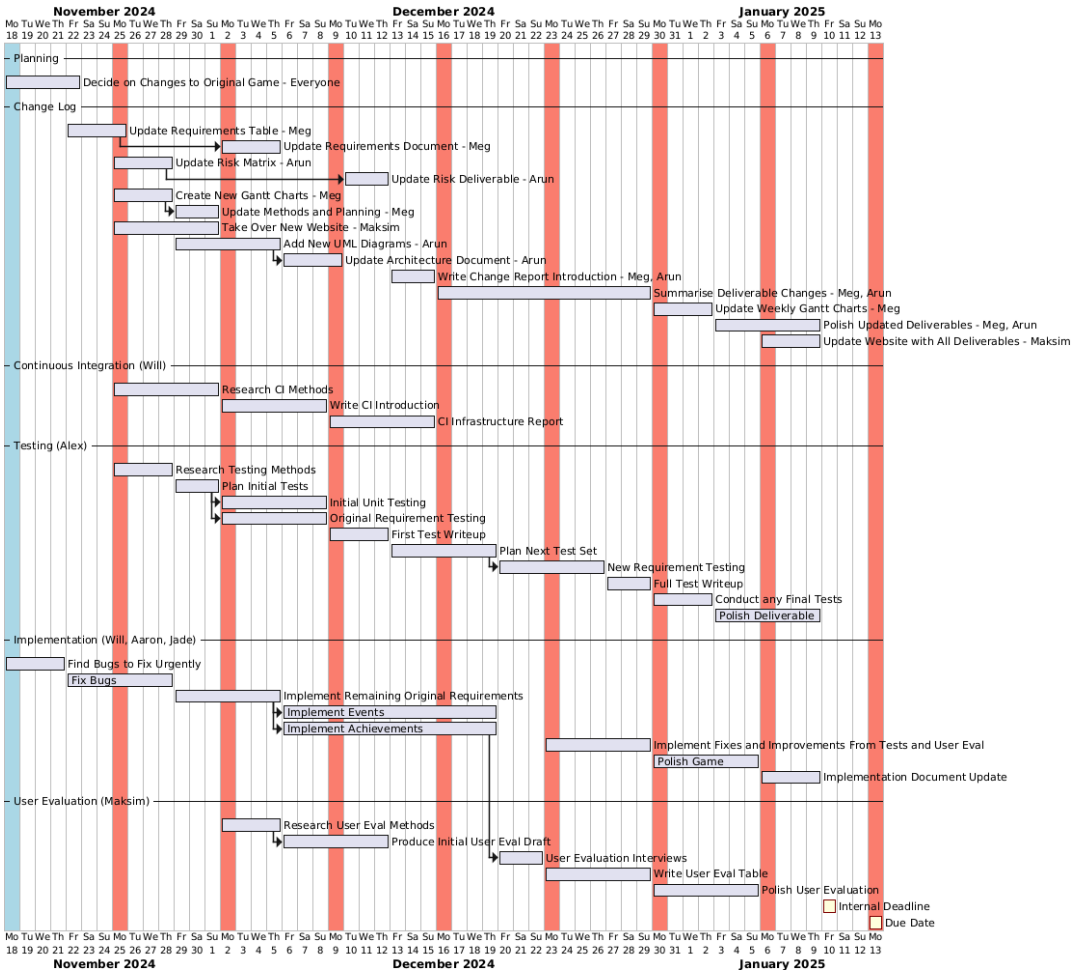 November 2024 December 2024 January 2025
Mo Tu We Th Fr Sa Su Mo Tu We Th Fr Sa Su Mo Tu We Th Fr Sa Su Mo Tu We Th Fr Sa Su Mo Tu We Th Fr Sa Su Mo Tu We Th Fr Sa Su Mo Tu We Th Fr Sa Su Mo Tu We Th Fr Sa Su Mo
18 19 20 21 22 23 24 25 26 27 28 29 30 1 2 3 4 5 6 7 8 9 10 11 12 13 14 15 16 17 18 19 20 21 22 23 24 25 26 27 28 29 30 31 1 2 3 4 5 6 7 8 9 10 11 12 13
Planning
Decide on Changes to Original Game - Everyone
Change Log
Update Requirements Table - Meg
Update Requirements Document - Meg
Update Risk Matrix - Arun
Update Risk Deliverable - Arun
Create New Gantt Charts - Meg
Update Methods and Planning - Meg
Take Over New Website - Maksim
Add New UML Diagrams - Arun
Update Architecture Document - Arun
Write Change Report Introduction - Meg, Arun
Summarise Deliverable Changes - Meg, Arun
Update Weekly Gantt Charts - Meg
Polish Updated Deliverables - Meg, Arun
Update Website with All Deliverables - Maksim
Continuous Integration (Will)
Research CI Methods
Write CI Introduction
CI Infrastructure Report
Testing (Alex)
Research Testing Methods
Plan Initial Tests
Initial Unit Testing
Original Requirement Testing
First Test Writeup
Plan Next Test Set
New Requirement Testing
Full Test Writeup
Conduct any Final Tests
Polish Deliverable
Implementation (Will, Aaron, Jade)
Find Bugs to Fix Urgently
Fix Bugs
Implement Remaining Original Requirements
Implement Events
Implement Achievements
Implement Fixes and Improvements From Tests and User Eval
Polish Game
Implementation Document Update
User Evaluation (Maksim)
Research User Eval Methods
Produce Initial User Eval Draft
User Evaluation Interviews
Write User Eval Table
Polish User Evaluation
Internal Deadline
Due Date
Mo Tu We Th Fr Sa Su Mo Tu We Th Fr Sa Su Mo Tu We Th Fr Sa Su Mo Tu We Th Fr Sa Su Mo Tu We Th Fr Sa Su Mo Tu We Th Fr Sa Su Mo Tu We Th Fr Sa Su Mo Tu We Th Fr Sa Su Mo
18 19 20 21 22 23 24 25 26 27 28 29 30 1 2 3 4 5 6 7 8 9 10 11 12 13 14 15 16 17 18 19 20 21 22 23 24 25 26 27 28 29 30 31 1 2 3 4 5 6 7 8 9 10 11 12 13
November 2024 December 2024 January 2025